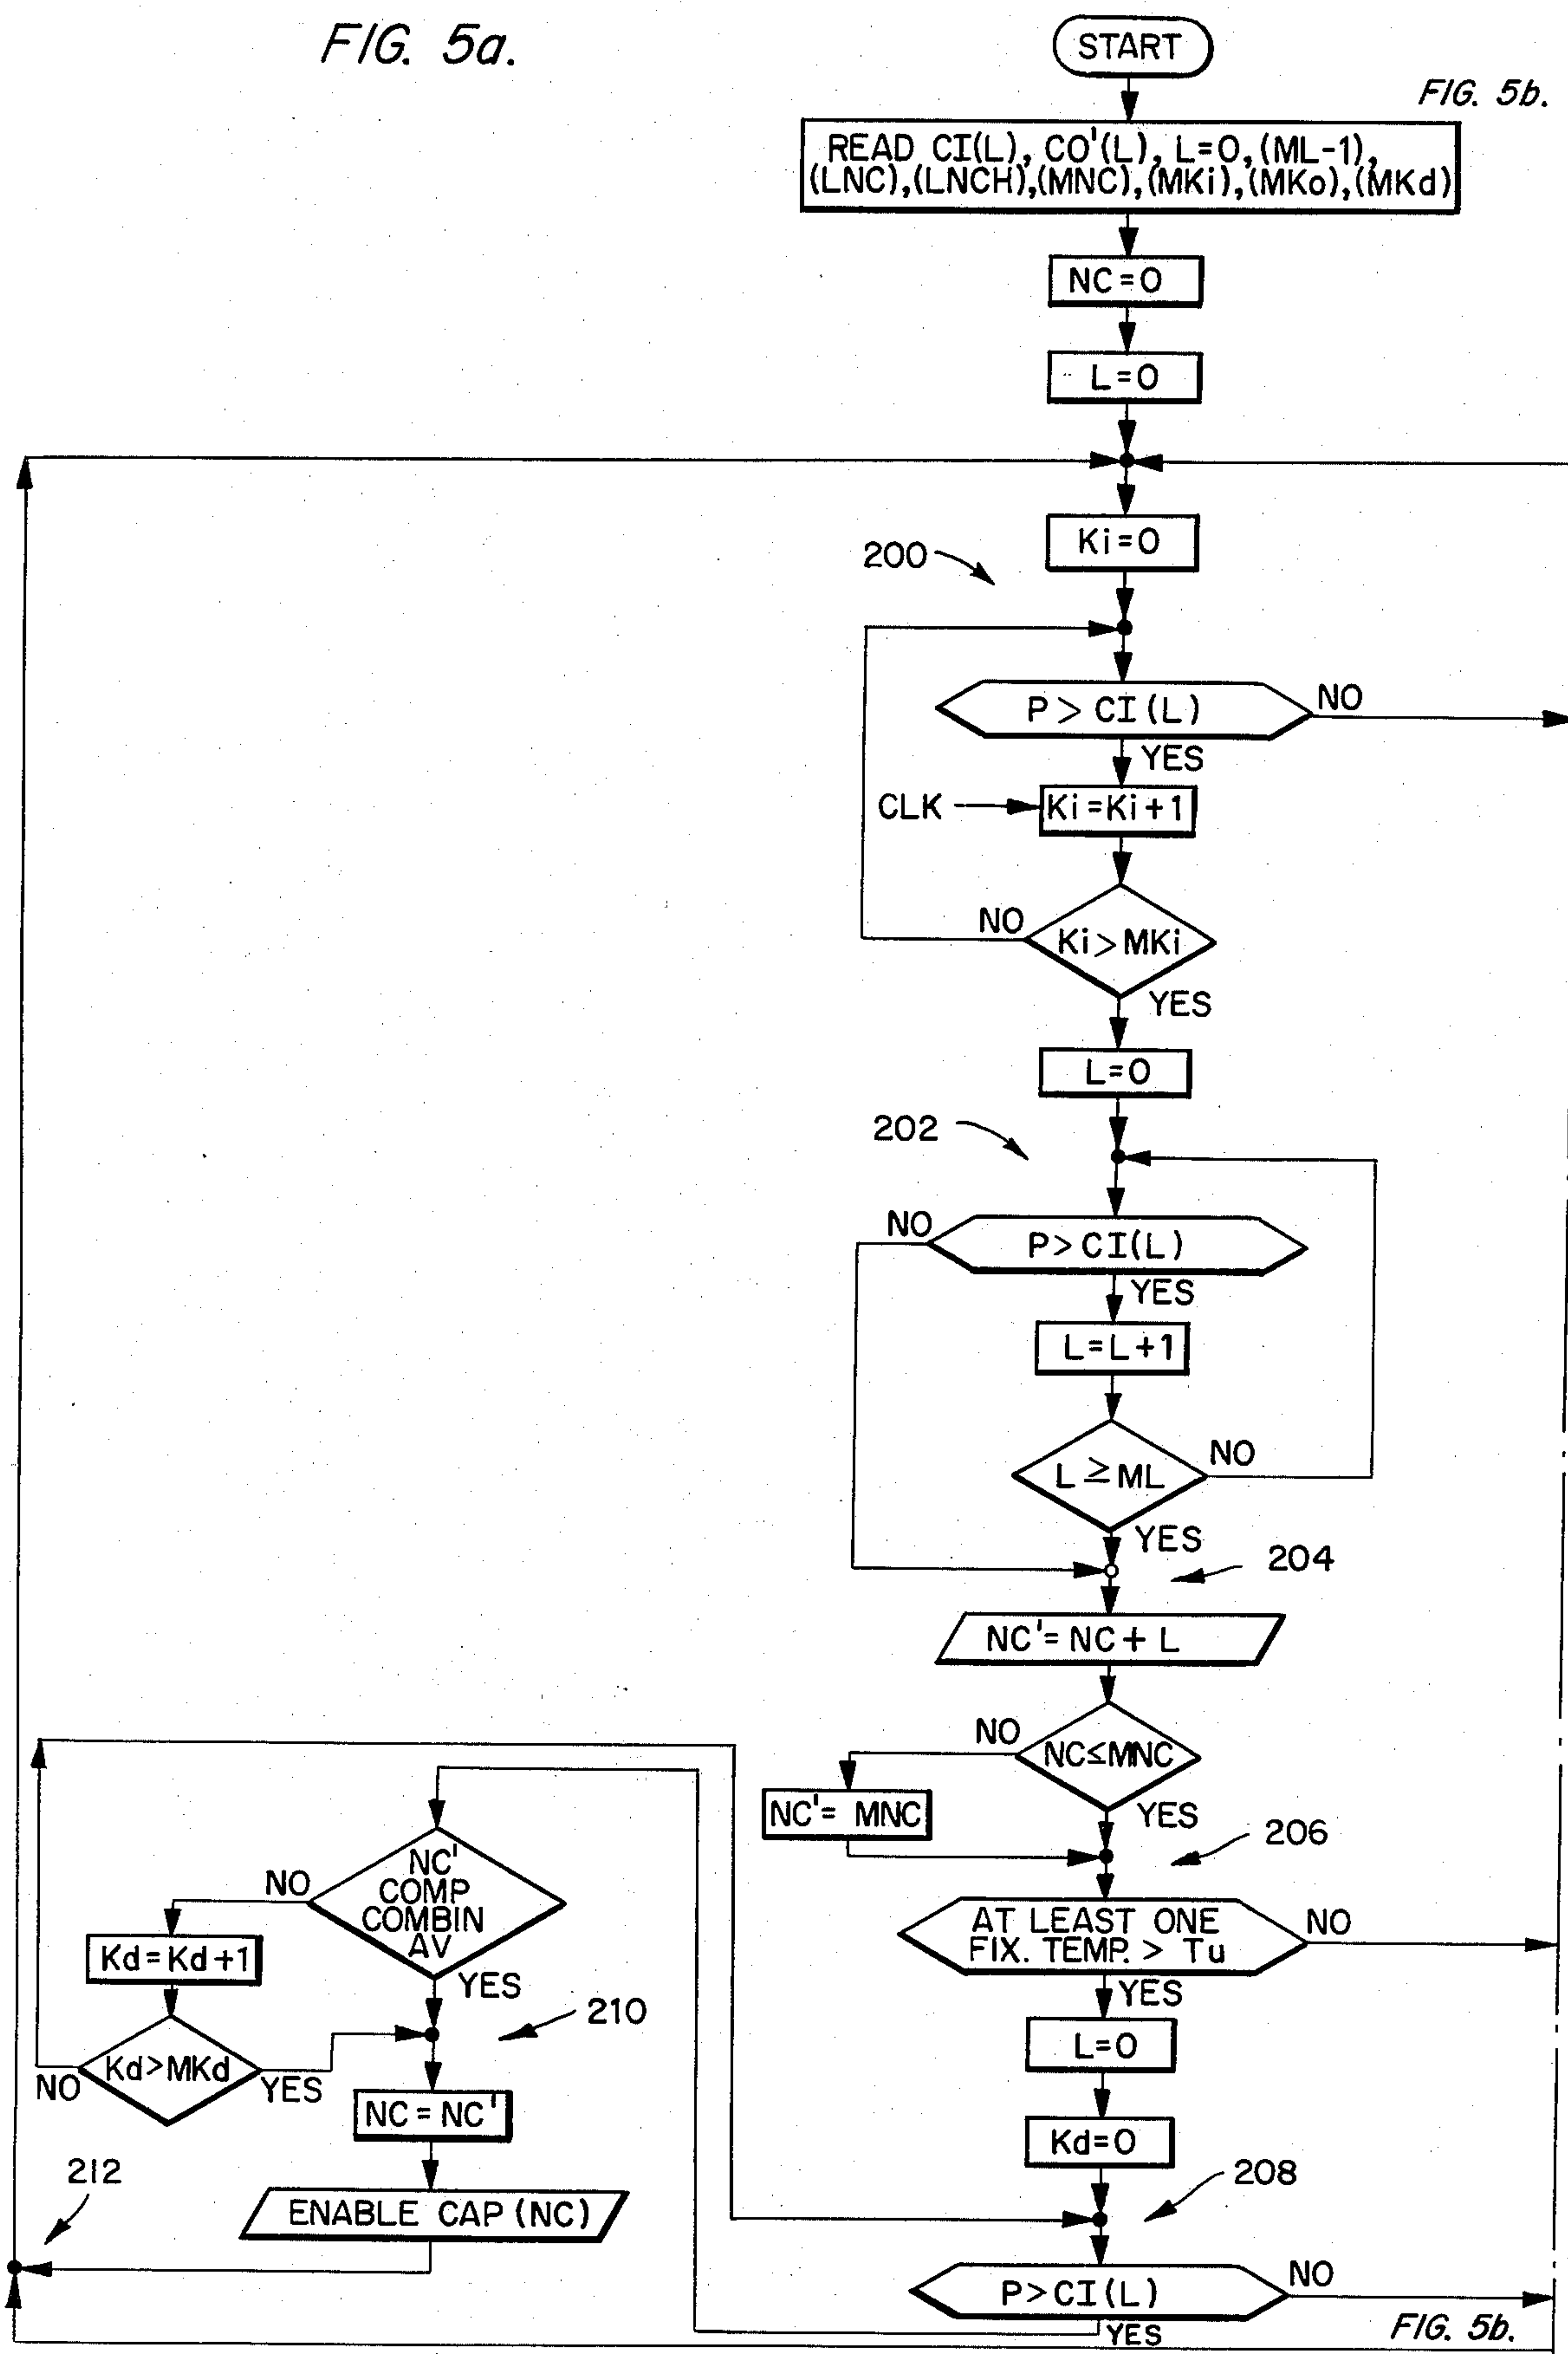 FIG. 5a.
START
FIG. 5b.
READ CI(L), CO'(L), L=0, (ML-1),
(LNC),(LNCH),(MNC),(MKi),(MKo),(MKd)
NC=0
L=0
Ki=0
200
P > CI (L)
NO
YES
CLK
Ki=Ki+1
NO
Ki>MKi
YES
L=0
202
NO
P>CI(L)
YES
L=L+1
L ≥ ML
NO
YES
204
NC'= NC + L
NO
NC≤MNC
NC'= MNC
YES
206
NC'
COMP
COMBIN
AV
NO
AT LEAST ONE
FIX. TEMP. > Tu
NO
Kd=Kd+1
YES
YES
210
L=0
Kd>MKd
NO
YES
NC=NC'
Kd=0
212
208
ENABLE CAP (NC)
P>CI(L)
NO
YES
FIG. 5b.